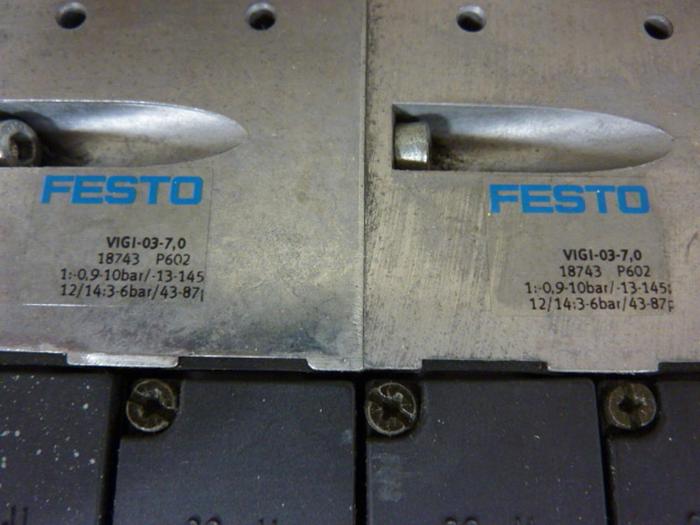 FESTO
VIGI-03-7,0
18743 P602
1:-0,9-10bar/-13-145
12/14:3-6bar/43-87
FESTO
VIGI-03-7,0
18743 P602
1:-0,9-10bar/-13-145
12/14:3-6bar/43-87